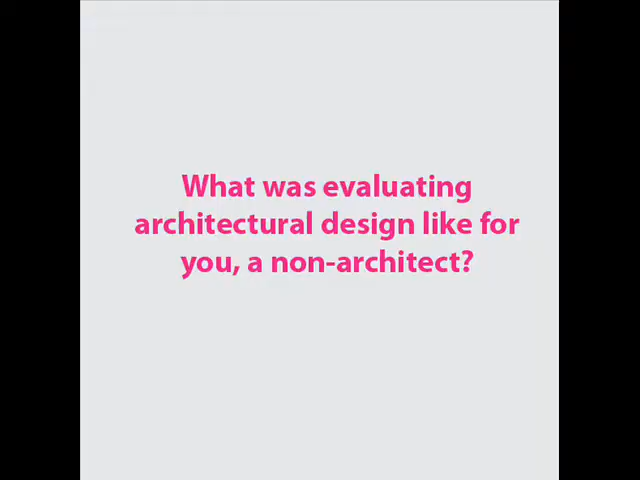 What was evaluating
architectural design like for
you, a non-architect?